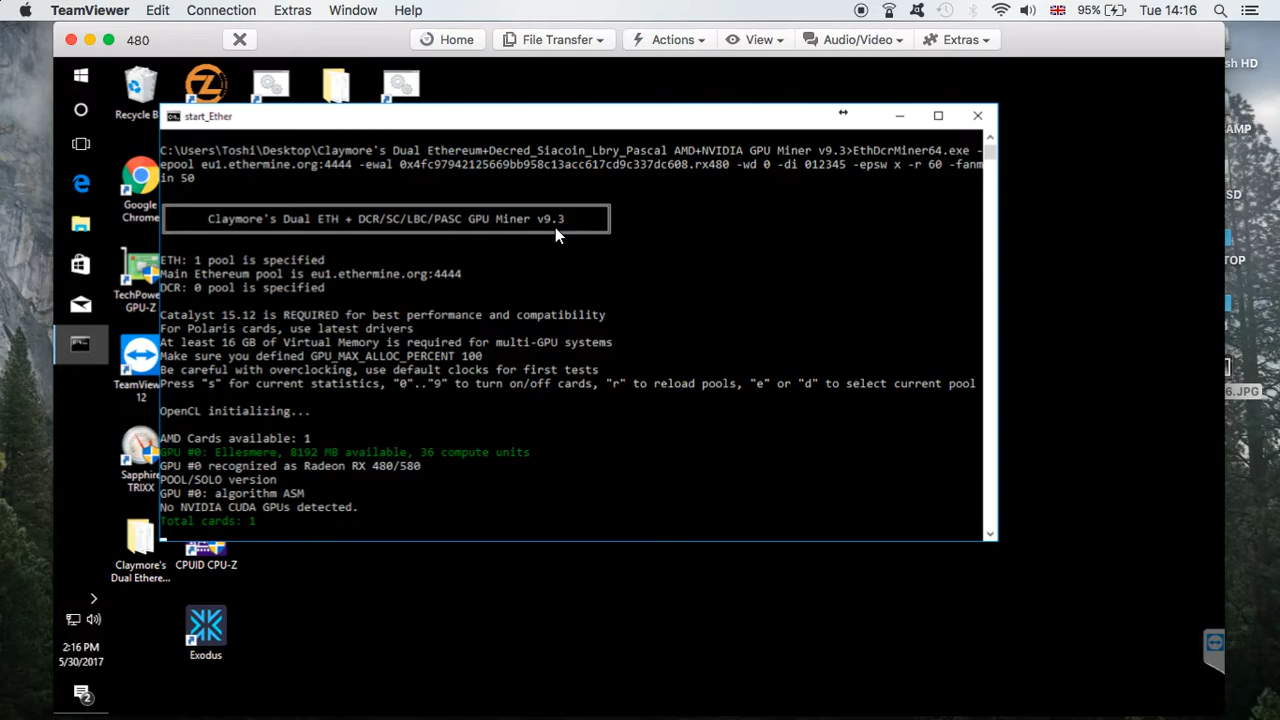 TeamViewer Edit Connection Extras Window Help 95% Tue 14:16
480 Home File Transfer Actions View Audio/Video Extras
sh HD
Recycle B
start_Ether
C:\Users\Toshi\Desktop\Claymore's Dual Ethereum+Decred_Siacoin_Lbry_Pascal AMD+NVIDIA GPU Miner v9.3>EthDcrMiner64.exe -
epool eu1.ethermine.org:4444 -ewal 0x4fc97942125669bb958c13acc617cd9c337dc608.rx480 -wd 0 -di 012345 -epsw x -r 60 -fanm
in 50
Claymore's Dual ETH + DCR/SC/LBC/PASC GPU Miner v9.3
ETH: 1 pool is specified
Main Ethereum pool is eu1.ethermine.org:4444
DCR: 0 pool is specified
Catalyst 15.12 is REQUIRED for best performance and compatibility
For Polaris cards, use latest drivers
At least 16 GB of Virtual Memory is required for multi-GPU systems
Make sure you defined GPU_MAX_ALLOC_PERCENT 100
Be careful with overclocking, use default clocks for first tests
Press "s" for current statistics, "0".."9" to turn on/off cards, "r" to reload pools, "e" or "d" to select current pool
OpenCL initializing...
AMD Cards available: 1
GPU #0: Ellesmere, 8192 MB available, 36 compute units
GPU #0 recognized as Radeon RX 480/580
POOL/SOLO version
GPU #0: algorithm ASM
No NVIDIA CUDA GPUs detected.
Total cards: 1
Google
Chrome
TechPower
GPU-Z
TeamView
12
Sapphire
TRIXX
Claymore's
Dual Ethere...
CPUID CPU-Z
Exodus
AMP
TOP
6.JPG
2:16 PM
5/30/2017
2